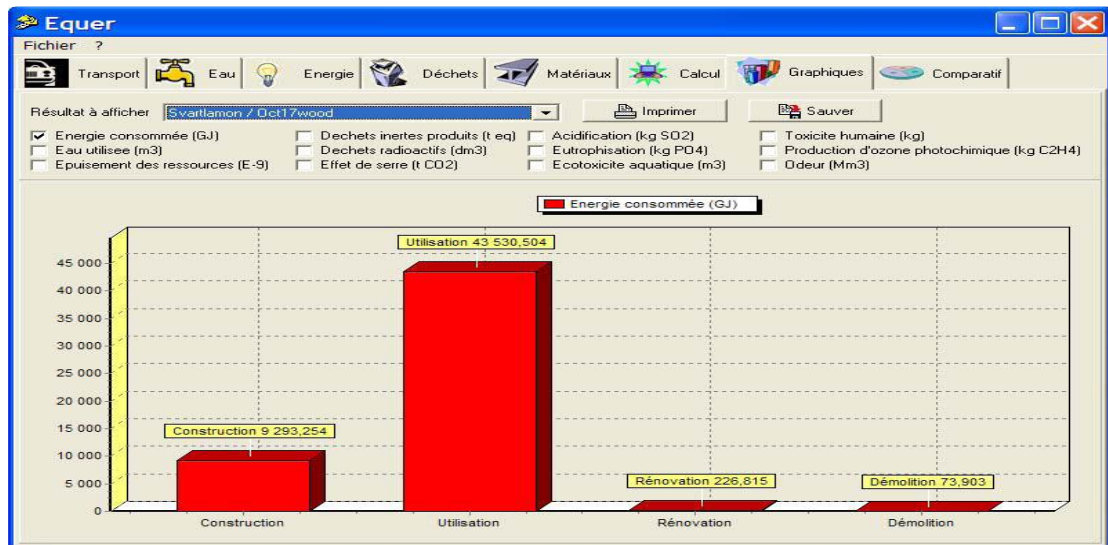 Equer
Fichier ?
Transport Eau Energie Déchets Matériaux Calcul Graphiques Comparatif
Résultat à afficher Svartlamon / Oct17wood Imprimer Sauver
Energie consommée (GJ) Dechets inertes produits (t eq) Acidification (kg SO2) Toxicite humaine (kg)
Eau utilisee (m3) Dechets radioactifs (dm3) Eutrophisation (kg PO4) Production d'ozone photochimique (kg C2H4)
Epuisement des ressources (E-9) Effet de serre (t CO2) Ecotoxicite aquatique (m3) Odeur (Mm3)
Energie consommée (GJ)
Utilisation 43 530,504
45 000
40 000
35 000
30 000
25 000
20 000
15 000
Construction 9 293,254
10 000
Rénovation 226,815 Démolition 73,903
5 000
0
Construction Utilisation Rénovation Démolition